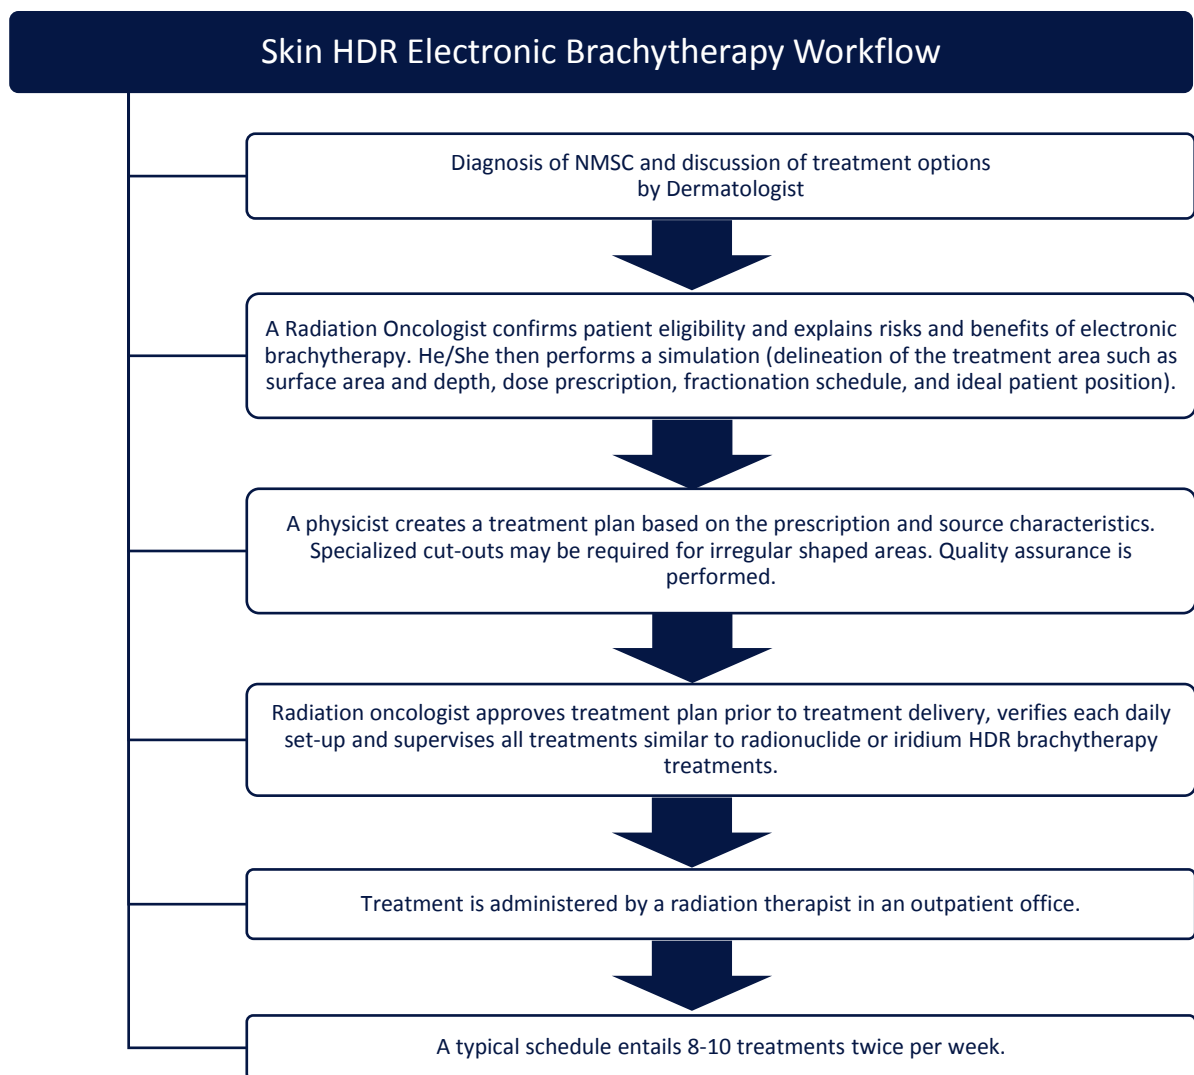 Skin HDR Electronic Brachytherapy Workflow
Diagnosis of NMSC and discussion of treatment options
by Dermatologist
A Radiation Oncologist confirms patient eligibility and explains risks and benefits of electronic
brachytherapy. He/She then performs a simulation (delineation of the treatment area such as
surface area and depth, dose prescription, fractionation schedule, and ideal patient position).
A physicist creates a treatment plan based on the prescription and source characteristics.
Specialized cut-outs may be required for irregular shaped areas. Quality assurance is
performed.
Radiation oncologist approves treatment plan prior to treatment delivery, verifies each daily
set-up and supervises all treatments similar to radionuclide or iridium HDR brachytherapy
treatments.
Treatment is administered by a radiation therapist in an outpatient office.
A typical schedule entails 8-10 treatments twice per week.